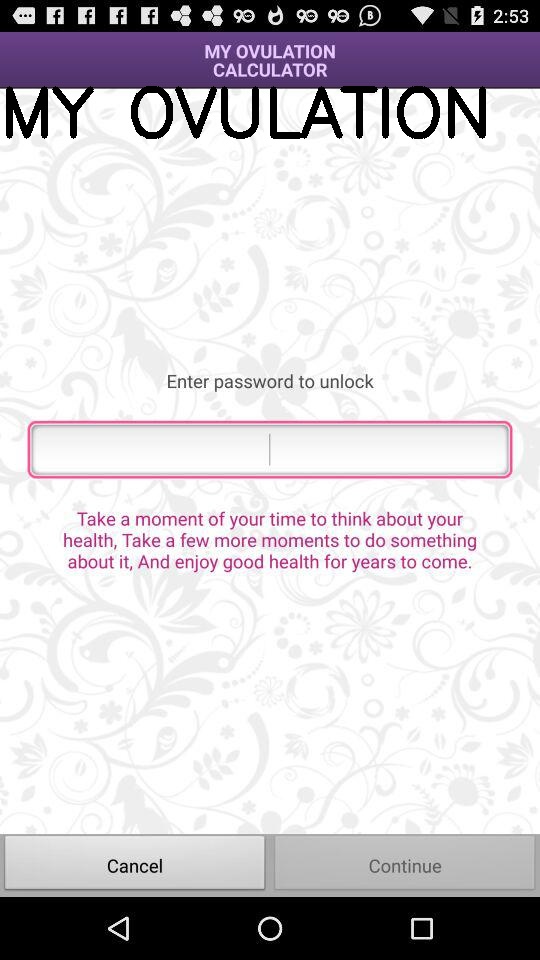 2:53
MY OVULATION
CALCULATOR
MY OVULATION
Enter password to unlock
Take a moment of your time to think about your
health, Take a few more moments to do something
about it, And enjoy good health for years to come.
Cancel
Continue